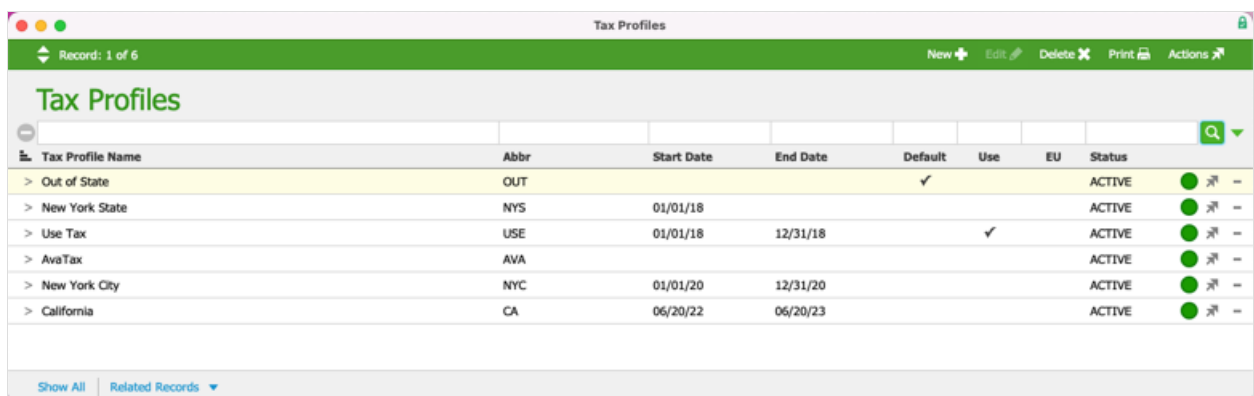 Tax Profiles
Record: 1 of 6 New Edit Delete Print Actions
Tax Profiles
Tax Profile Name Abbr Start Date End Date Default Use EU Status
> Out of State OUT ✓ ACTIVE –
> New York State NYS 01/01/18 ACTIVE –
> Use Tax USE 01/01/18 12/31/18 ✓ ACTIVE –
> AvaTax AVA ACTIVE –
> New York City NYC 01/01/20 12/31/20 ACTIVE –
> California CA 06/20/22 06/20/23 ACTIVE –
Show All Related Records